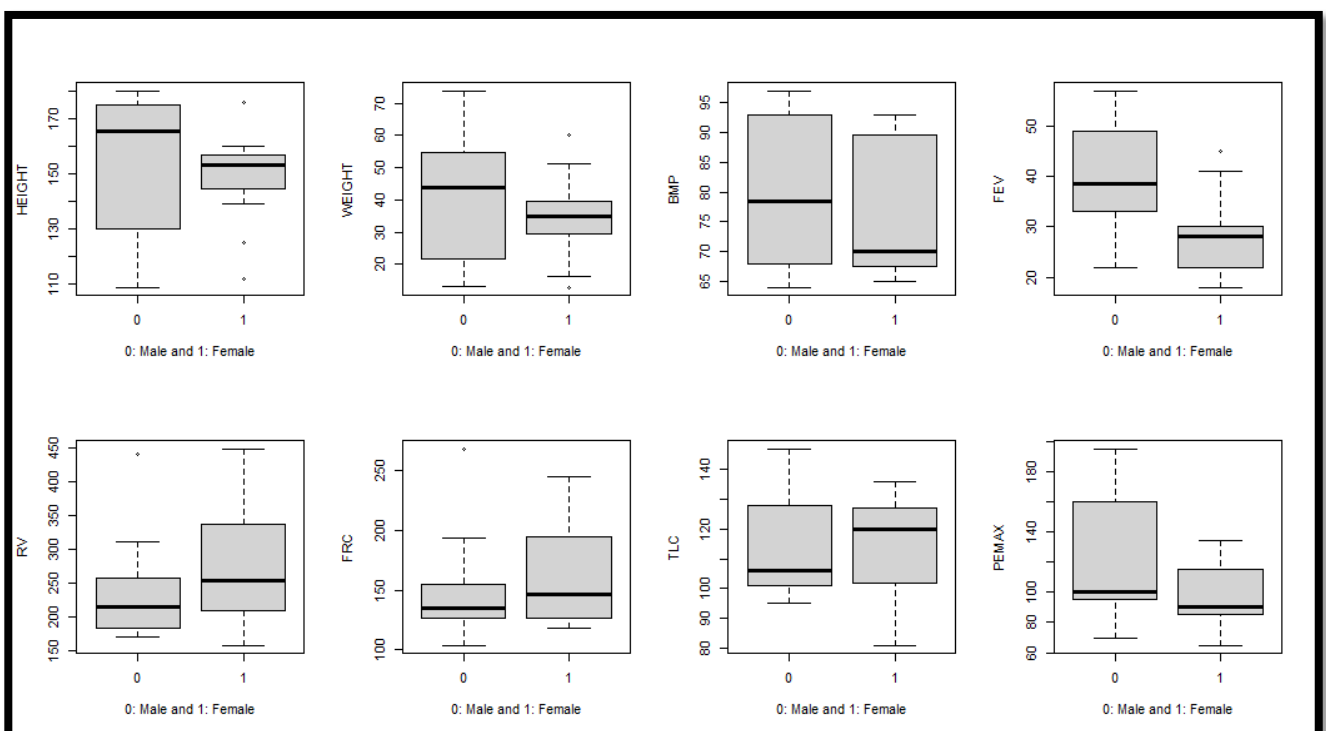 HEIGHT
110 130 150 170
0 1
0: Male and 1: Female
WEIGHT
20 30 40 50 60 70
0 1
0: Male and 1: Female
BMP
65 70 75 80 85 90 95
0 1
0: Male and 1: Female
FEV
20 30 40 50
0 1
0: Male and 1: Female
RV
150 200 250 300 350 400 450
0 1
0: Male and 1: Female
FRC
100 150 200 250
0 1
0: Male and 1: Female
TLC
80 90 100 120 140
0 1
0: Male and 1: Female
PEMAX
60 80 100 140 180
0 1
0: Male and 1: Female